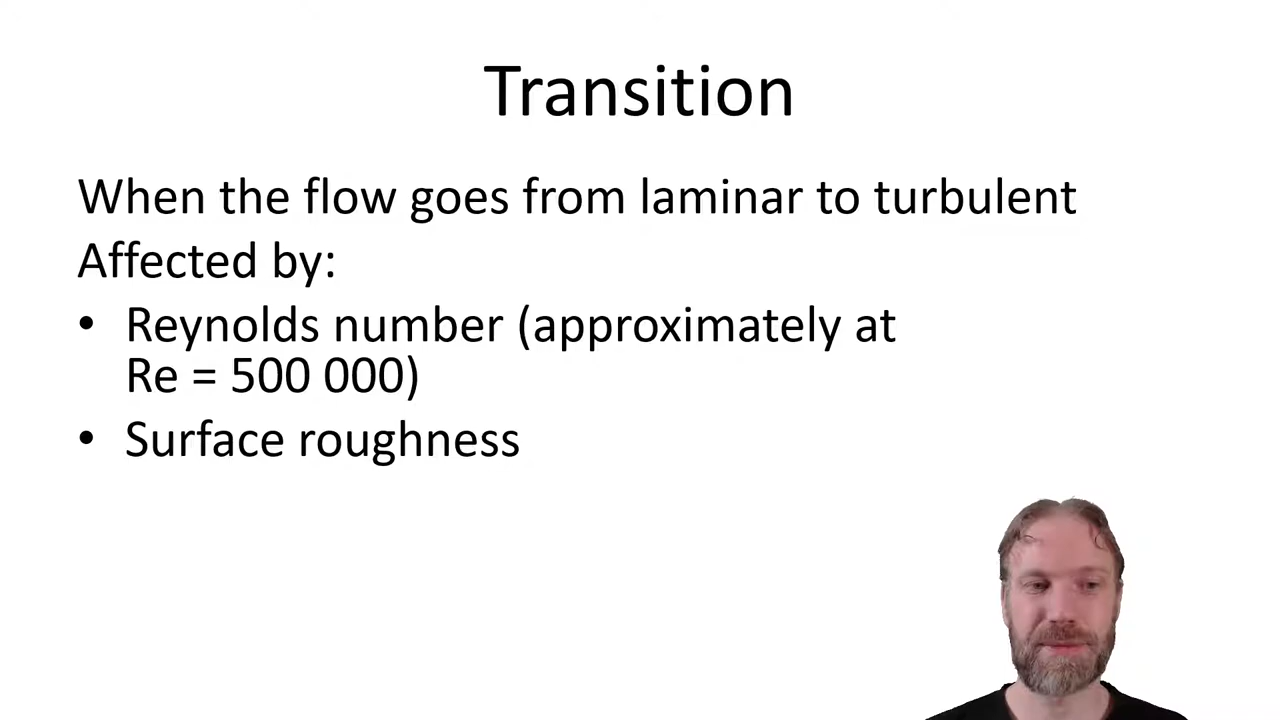 Transition
When the flow goes from laminar to turbulent
Affected by:
• Reynolds number (approximately at
Re = 500 000)
• Surface roughness